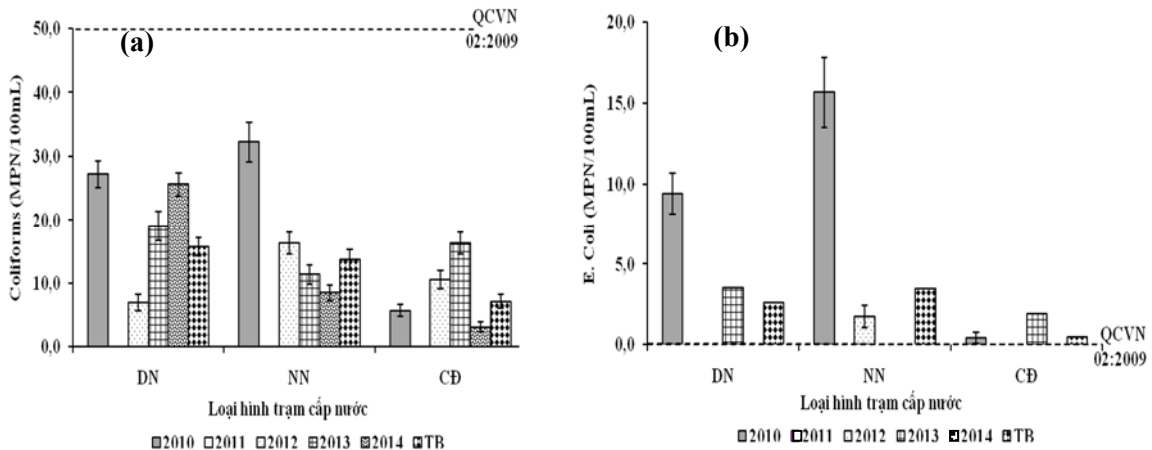 (a)
QCVN
02:2009
50,0
40,0
30,0
20,0
10,0
0,0
Coliforms (MPN/100mL)
DN NN CĐ
Loại hình trạm cấp nước
2010 2011 2012 2013 2014 TB
(b)
20,0
15,0
10,0
5,0
0,0
E. Coli (MPN/100mL)
QCVN
02:2009
DN NN CĐ
Loại hình trạm cấp nước
2010 2011 2012 2013 2014 TB